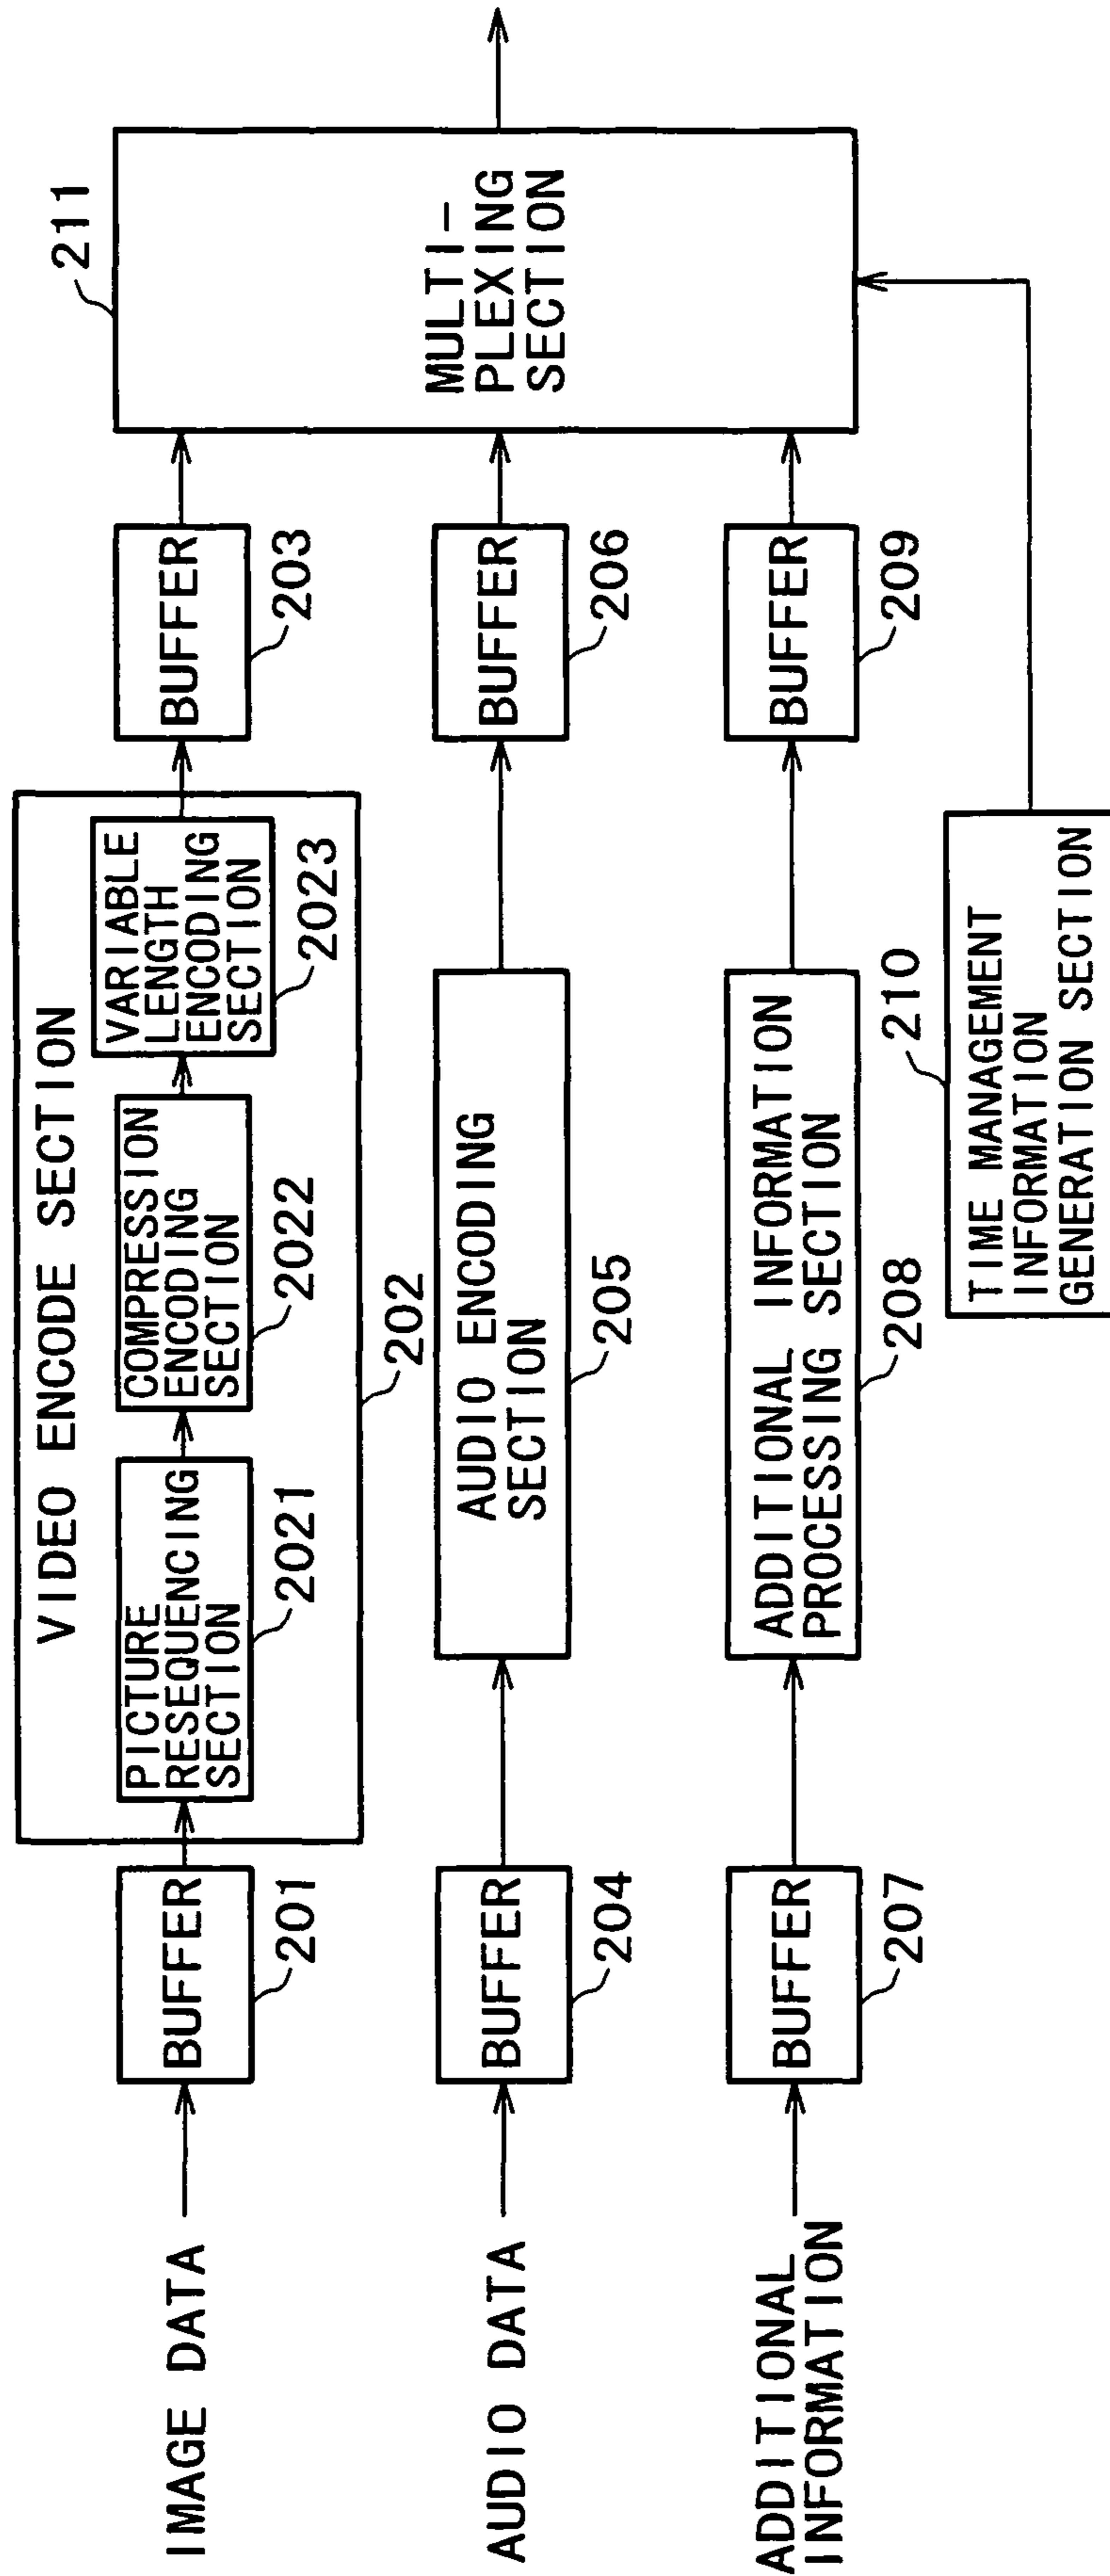 VIDEO ENCODE SECTION
IMAGE DATA
BUFFER
201
PICTURE
RESEQUENCING
SECTION
2021
COMPRESSION
ENCODING
SECTION
2022
VARIABLE
LENGTH
ENCODING
SECTION
2023
202
BUFFER
203
211
MULTI-
PLEXING
SECTION
AUDIO DATA
BUFFER
204
AUDIO ENCODING
SECTION
205
BUFFER
206
ADDITIONAL
INFORMATION
BUFFER
207
ADDITIONAL INFORMATION
PROCESSING SECTION
208
BUFFER
209
210
TIME MANAGEMENT
INFORMATION
GENERATION SECTION